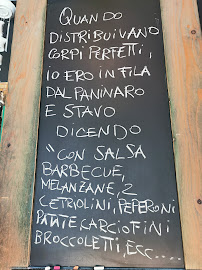 QUANDO
DISTRIBUIVANO
CORPI PERFETTI,
IO ERO IN FILA
DAL PANINARO
E STAVO
DICENDO
"CON SALSA
BARBECUE,
MELANZANE, 2
CETRIOLINI, PEPERONI
PATATE CARCIOFINI
BROCCOLETTI, ESC....